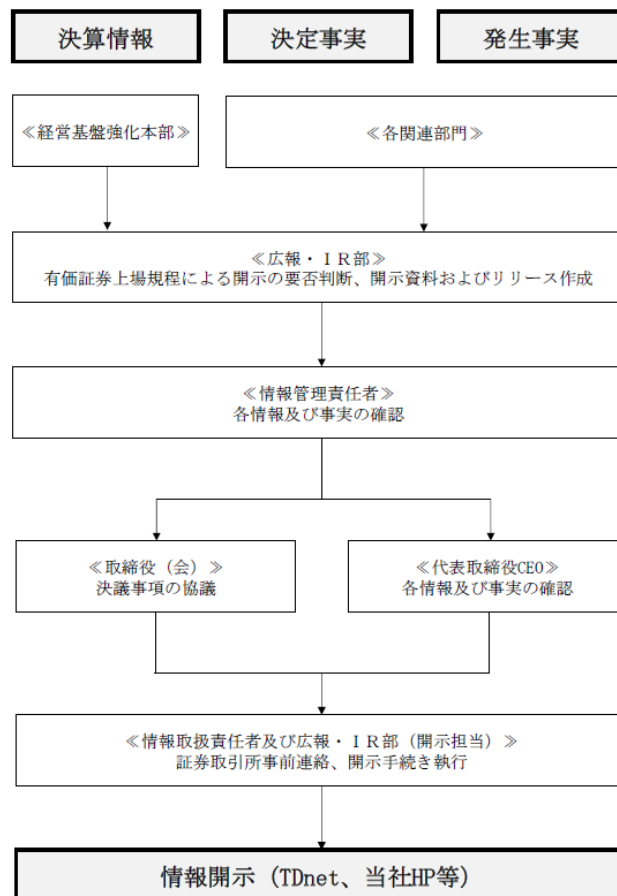 決算情報
決定事実
発生事実
≪経営基盤強化本部≫
≪各関連部門≫
≪広報・ＩＲ部≫
有価証券上場規程による開示の要否判断、開示資料およびリリース作成
≪情報管理責任者≫
各情報及び事実の確認
≪取締役（会）≫
決議事項の協議
≪代表取締役CEO≫
各情報及び事実の確認
≪情報取扱責任者及び広報・ＩＲ部（開示担当）≫
証券取引所事前連絡、開示手続き執行
情報開示（TDnet、当社HP等）